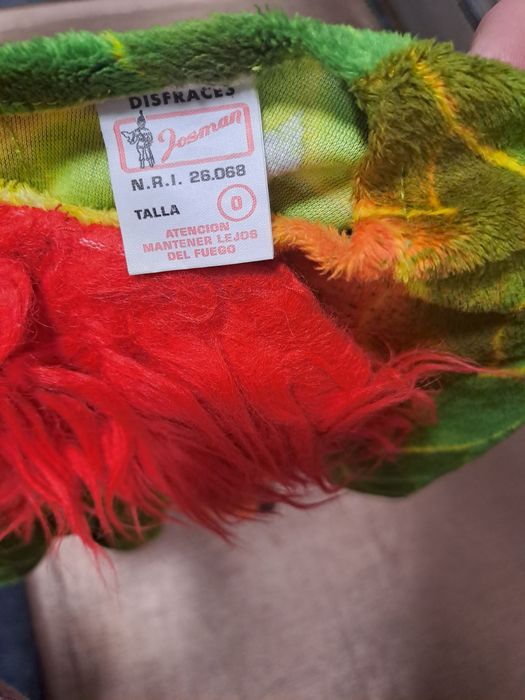 DISFRACES
Josman
N.R.I. 26.068
TALLA 0
ATENCION
MANTENER LEJOS
DEL FUEGO